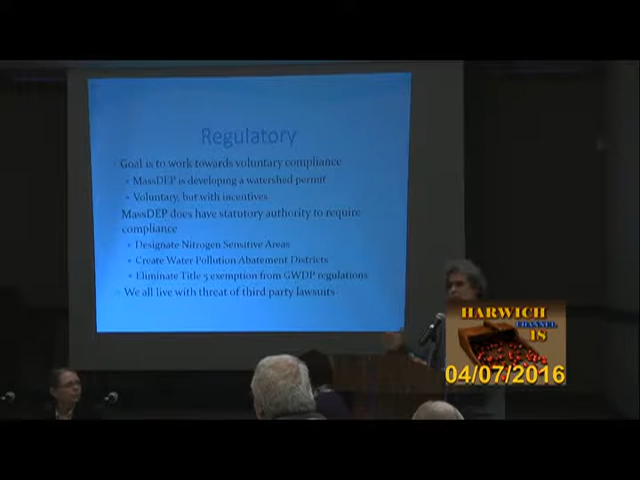 Regulatory
Goal is to work towards voluntary compliance
MassDEP is developing a watershed permit
Voluntary, but with incentives
MassDEP does have statutory authority to require
compliance
Designate Nitrogen Sensitive Areas
Create Water Pollution Abatement Districts
Eliminate Title 5 exemption from GWDP regulations
We all live with threat of third party lawsuits
HARWICH
CHANNEL
18
04/07/2016